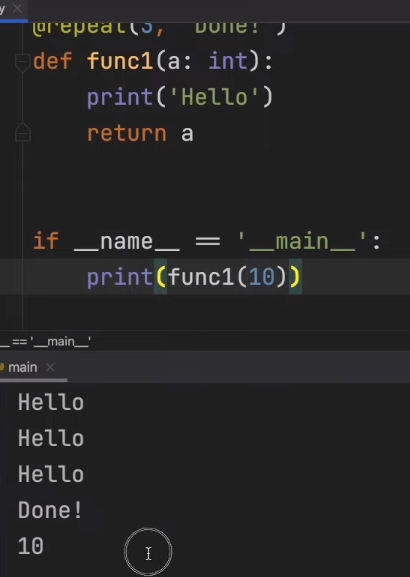 y
@repeat(3, 'Done!')
def func1(a: int):
    print('Hello')
    return a
if __name__ == '__main__':
    print(func1(10))
__ == '__main__'
main
Hello
Hello
Hello
Done!
10